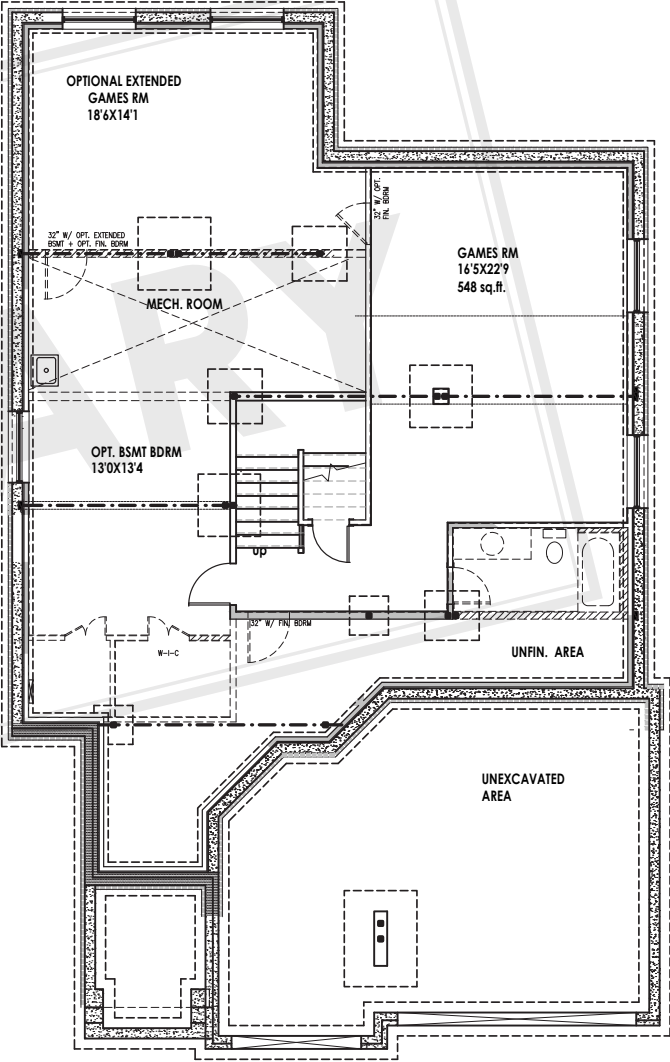 OPTIONAL EXTENDED
GAMES RM
18'6X14'1
32" W/ OPT.
FIN. BDRM
32" W/ OPT. EXTENDED
BSMT + OPT. FIN. BDRM
GAMES RM
16'5X22'9
548 sq.ft.
MECH. ROOM
ARY
OPT. BSMT BDRM
13'0X13'4
UP
32" W/ FIN. BDRM
W-I-C
UNFIN. AREA
UNEXCAVATED
AREA